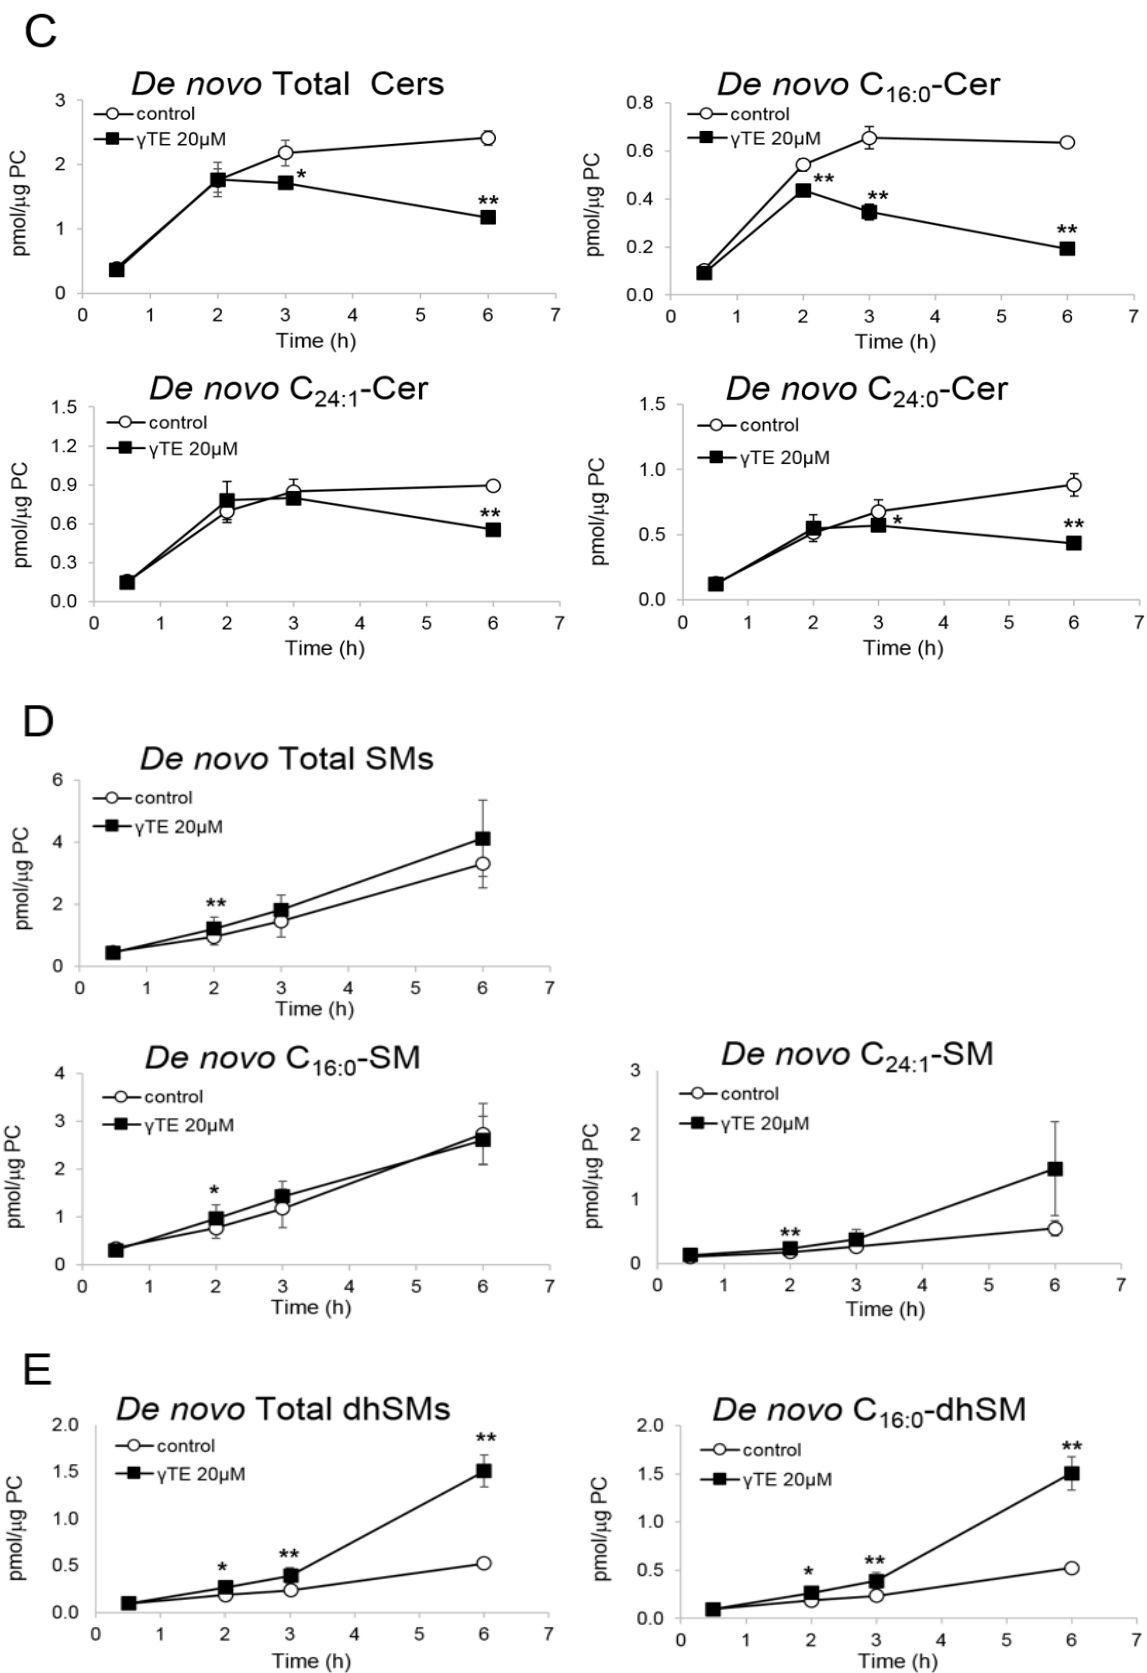 C
De novo Total Cers
control
γTE 20μM
pmol/μg PC
3
2
1
0
*
**
0 1 2 3 4 5 6 7
Time (h)
De novo C16:0-Cer
control
γTE 20μM
pmol/μg PC
0.8
0.6
0.4
0.2
0.0
**
**
**
0 1 2 3 4 5 6 7
Time (h)
De novo C24:1-Cer
control
γTE 20μM
pmol/μg PC
1.5
1.2
0.9
0.6
0.3
0.0
**
0 1 2 3 4 5 6 7
Time (h)
De novo C24:0-Cer
control
γTE 20μM
pmol/μg PC
1.5
1.0
0.5
0.0
*
**
0 1 2 3 4 5 6 7
Time (h)
D
De novo Total SMs
control
γTE 20μM
pmol/μg PC
6
4
2
0
**
0 1 2 3 4 5 6 7
Time (h)
De novo C16:0-SM
control
γTE 20μM
pmol/μg PC
4
3
2
1
0
*
0 1 2 3 4 5 6 7
Time (h)
De novo C24:1-SM
control
γTE 20μM
pmol/μg PC
3
2
1
0
**
0 1 2 3 4 5 6 7
Time (h)
E
De novo Total dhSMs
control
γTE 20μM
pmol/μg PC
2.0
1.5
1.0
0.5
0.0
*
**
**
0 1 2 3 4 5 6 7
Time (h)
De novo C16:0-dhSM
control
γTE 20μM
pmol/μg PC
2.0
1.5
1.0
0.5
0.0
*
**
**
0 1 2 3 4 5 6 7
Time (h)